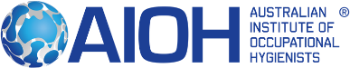 AIOH
AUSTRALIAN ®
INSTITUTE OF
OCCUPATIONAL
HYGIENISTS